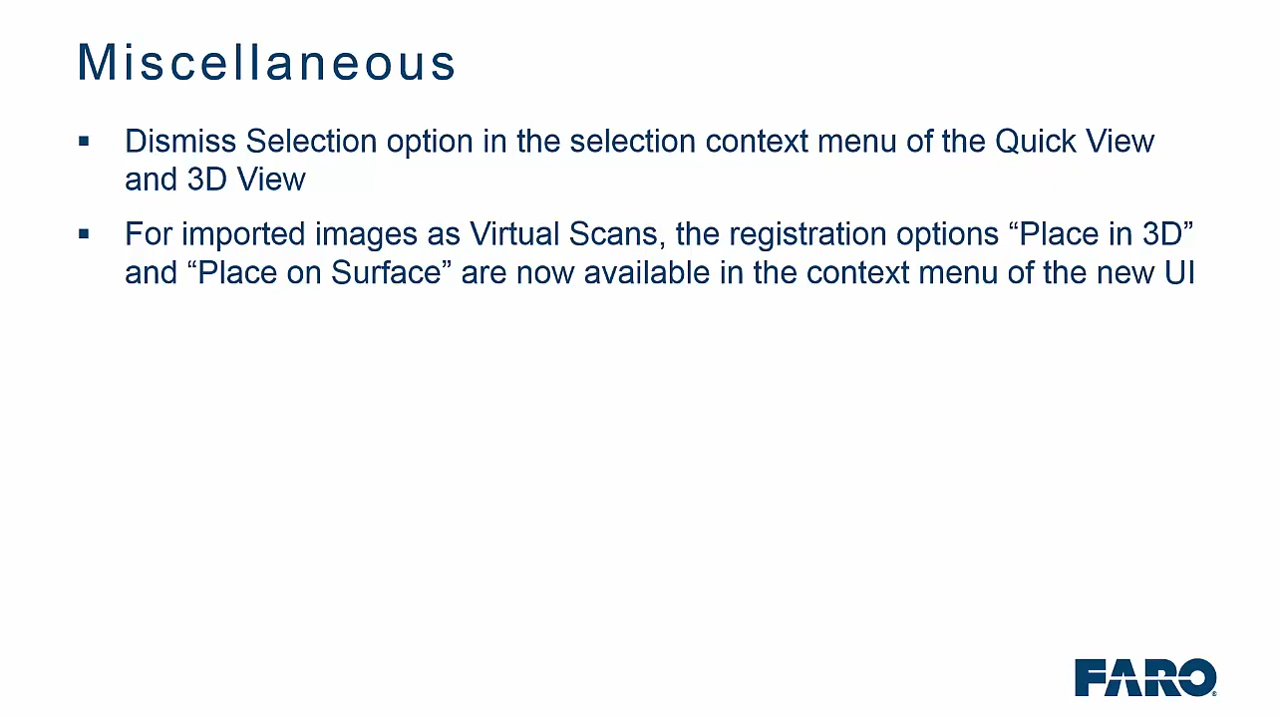 Miscellaneous
▪ Dismiss Selection option in the selection context menu of the Quick View
and 3D View
▪ For imported images as Virtual Scans, the registration options “Place in 3D”
and “Place on Surface” are now available in the context menu of the new UI
FARO®